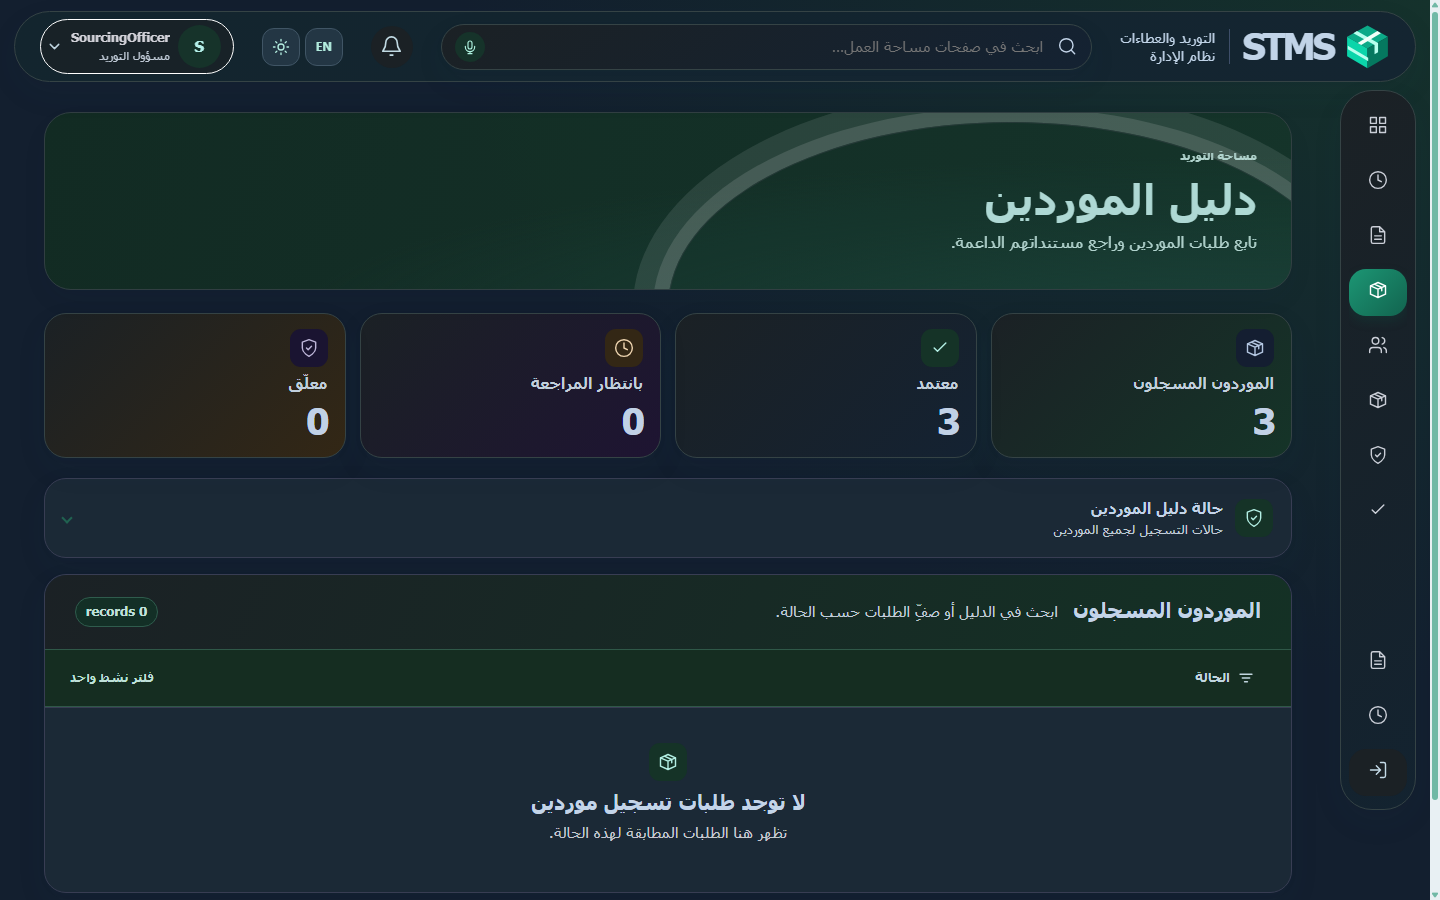 STMS
التوريد والعطاءات
نظام الإدارة
ابحث في صفحات مساحة العمل...
EN
S
SourcingOfficer
مسؤول التوريد
مساحة التوريد
دليل الموردين
تابع طلبات الموردين وراجع مستنداتهم الداعمة.
الموردون المسجلون
3
معتمد
3
بانتظار المراجعة
0
معلّق
0
حالة دليل الموردين
حالات التسجيل لجميع الموردين
الموردون المسجلون
ابحث في الدليل أو صفِّ الطلبات حسب الحالة.
records 0
الحالة
فلتر نشط واحد
لا توجد طلبات تسجيل موردين
تظهر هنا الطلبات المطابقة لهذه الحالة.